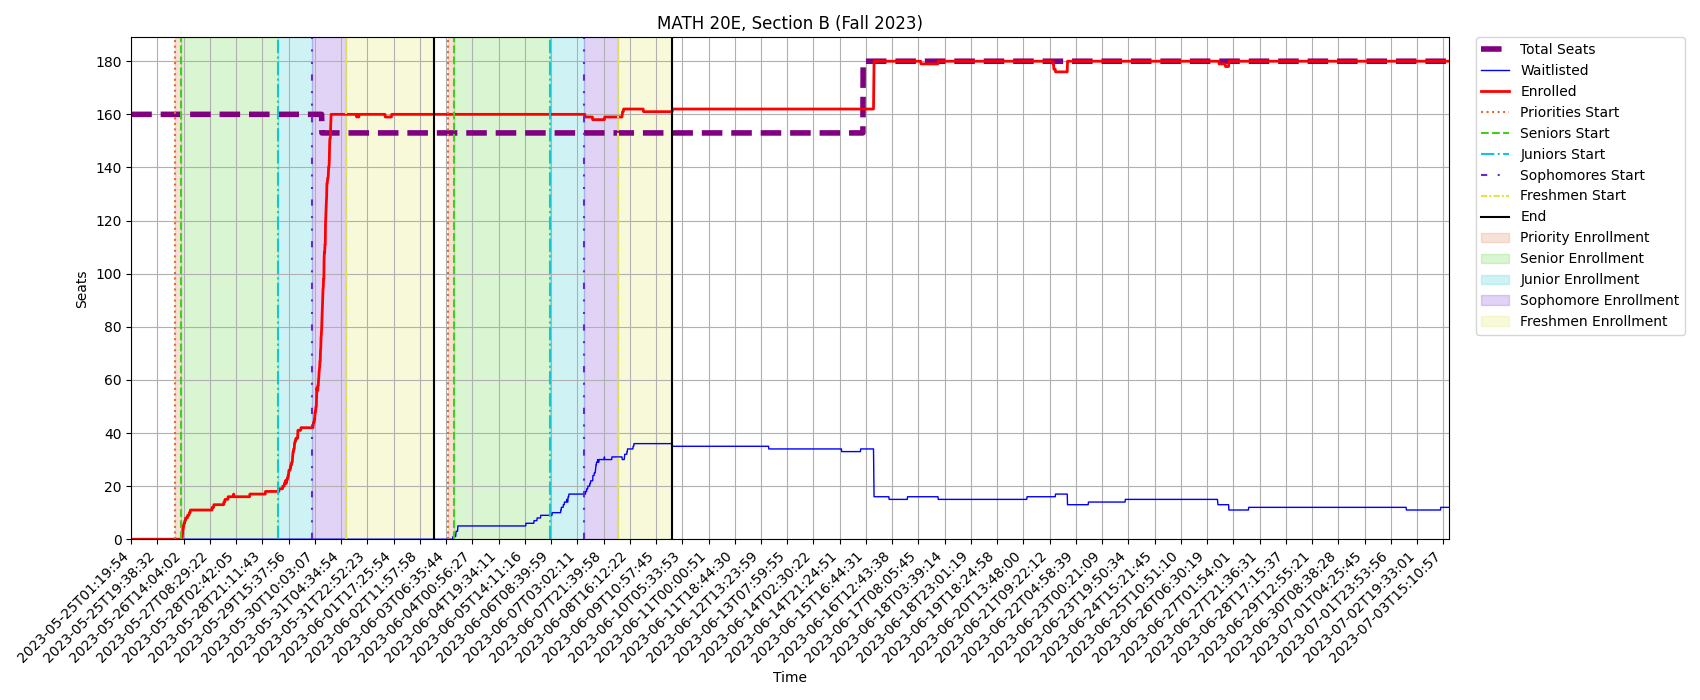 MATH 20E, Section B (Fall 2023)
Seats
180
160
140
120
100
80
60
40
20
0
2023-05-25T01:19:54
2023-05-25T19:38:32
2023-05-26T14:04:02
2023-05-27T08:29:22
2023-05-28T02:42:05
2023-05-28T21:11:43
2023-05-29T15:37:56
2023-05-30T10:03:07
2023-05-31T04:34:54
2023-05-31T22:52:23
2023-06-01T17:25:54
2023-06-02T11:57:58
2023-06-03T06:35:44
2023-06-04T00:56:27
2023-06-04T19:34:11
2023-06-05T14:11:16
2023-06-06T08:39:59
2023-06-07T03:02:11
2023-06-07T21:39:58
2023-06-08T16:12:22
2023-06-09T10:57:45
2023-06-10T05:33:53
2023-06-11T00:00:51
2023-06-11T18:44:30
2023-06-12T13:23:59
2023-06-13T07:59:55
2023-06-14T02:30:22
2023-06-14T21:24:51
2023-06-15T16:44:31
2023-06-16T12:43:38
2023-06-17T08:05:45
2023-06-18T03:39:14
2023-06-18T23:01:19
2023-06-19T18:24:58
2023-06-20T13:48:00
2023-06-21T09:22:12
2023-06-22T04:58:39
2023-06-23T00:21:09
2023-06-23T19:50:34
2023-06-24T15:21:45
2023-06-25T10:51:10
2023-06-26T06:30:19
2023-06-27T01:54:01
2023-06-27T21:36:31
2023-06-28T17:15:37
2023-06-29T12:55:21
2023-06-30T08:38:28
2023-07-01T04:25:45
2023-07-01T23:53:56
2023-07-02T19:33:01
2023-07-03T15:10:57
Time
Total Seats
Waitlisted
Enrolled
Priorities Start
Seniors Start
Juniors Start
Sophomores Start
Freshmen Start
End
Priority Enrollment
Senior Enrollment
Junior Enrollment
Sophomore Enrollment
Freshmen Enrollment